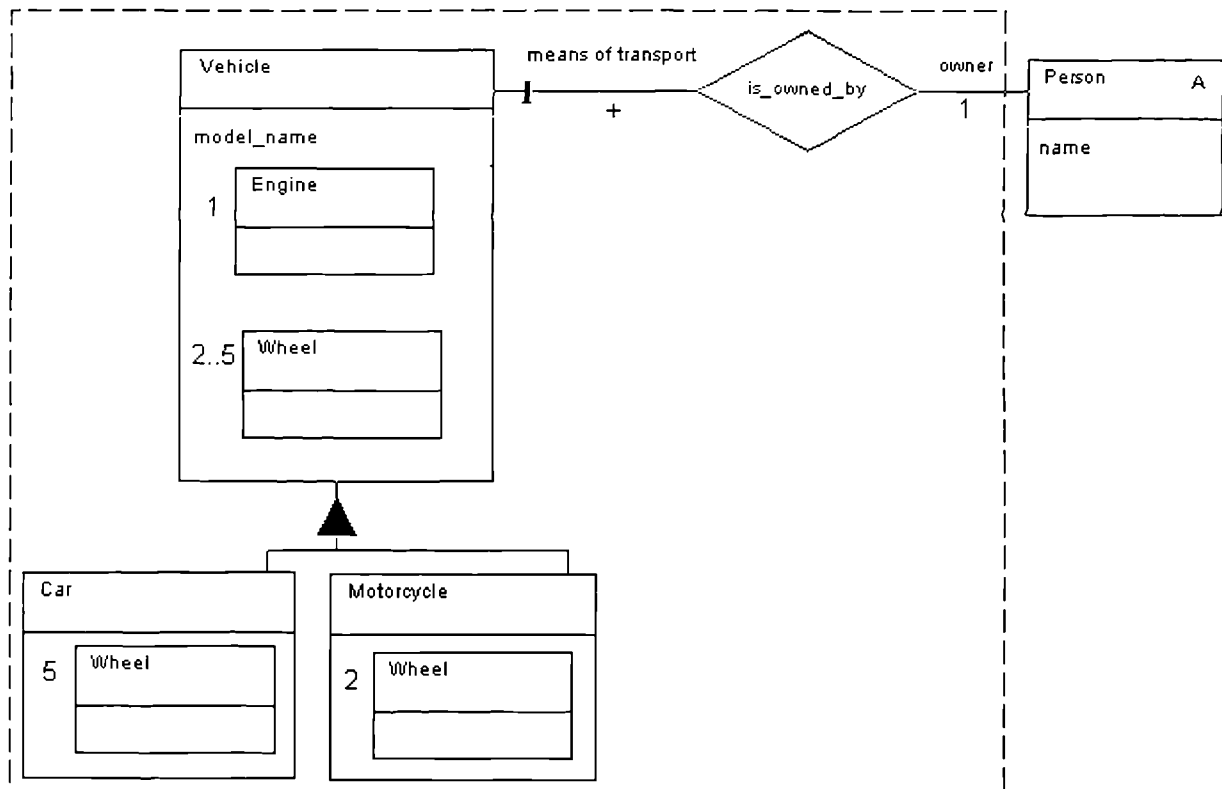 Vehicle
means of transport
+
is_owned_by
owner
1
Person
A
name
model_name
1
Engine
2..5
Wheel
Car
5
Wheel
Motorcycle
2
Wheel